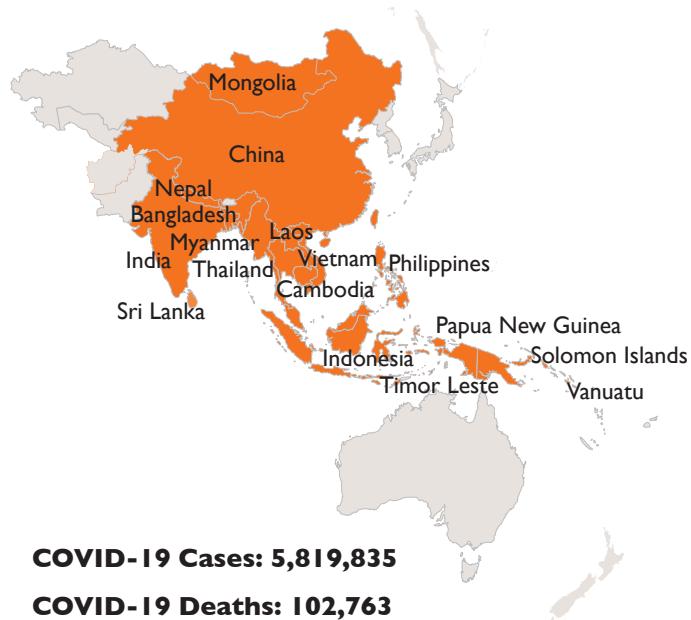 Mongolia
China
Nepal
Bangladesh
Laos
Myanmar
India
Vietnam
Philippines
Thailand
Cambodia
Sri Lanka
Papua New Guinea
Indonesia
Solomon Islands
Timor Leste
Vanuatu
COVID-19 Cases: 5,819,835
COVID-19 Deaths: 102,763